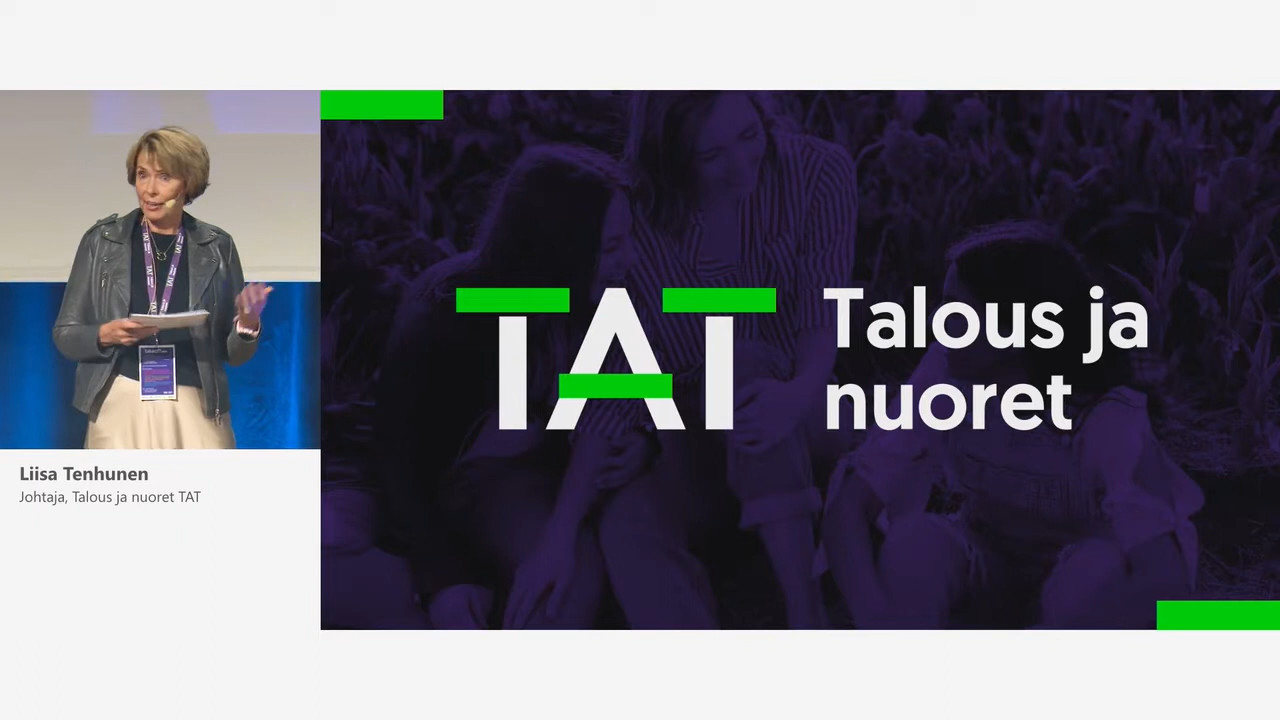 TAT
Talous ja
nuoret
Liisa Tenhunen
Johtaja, Talous ja nuoret TAT